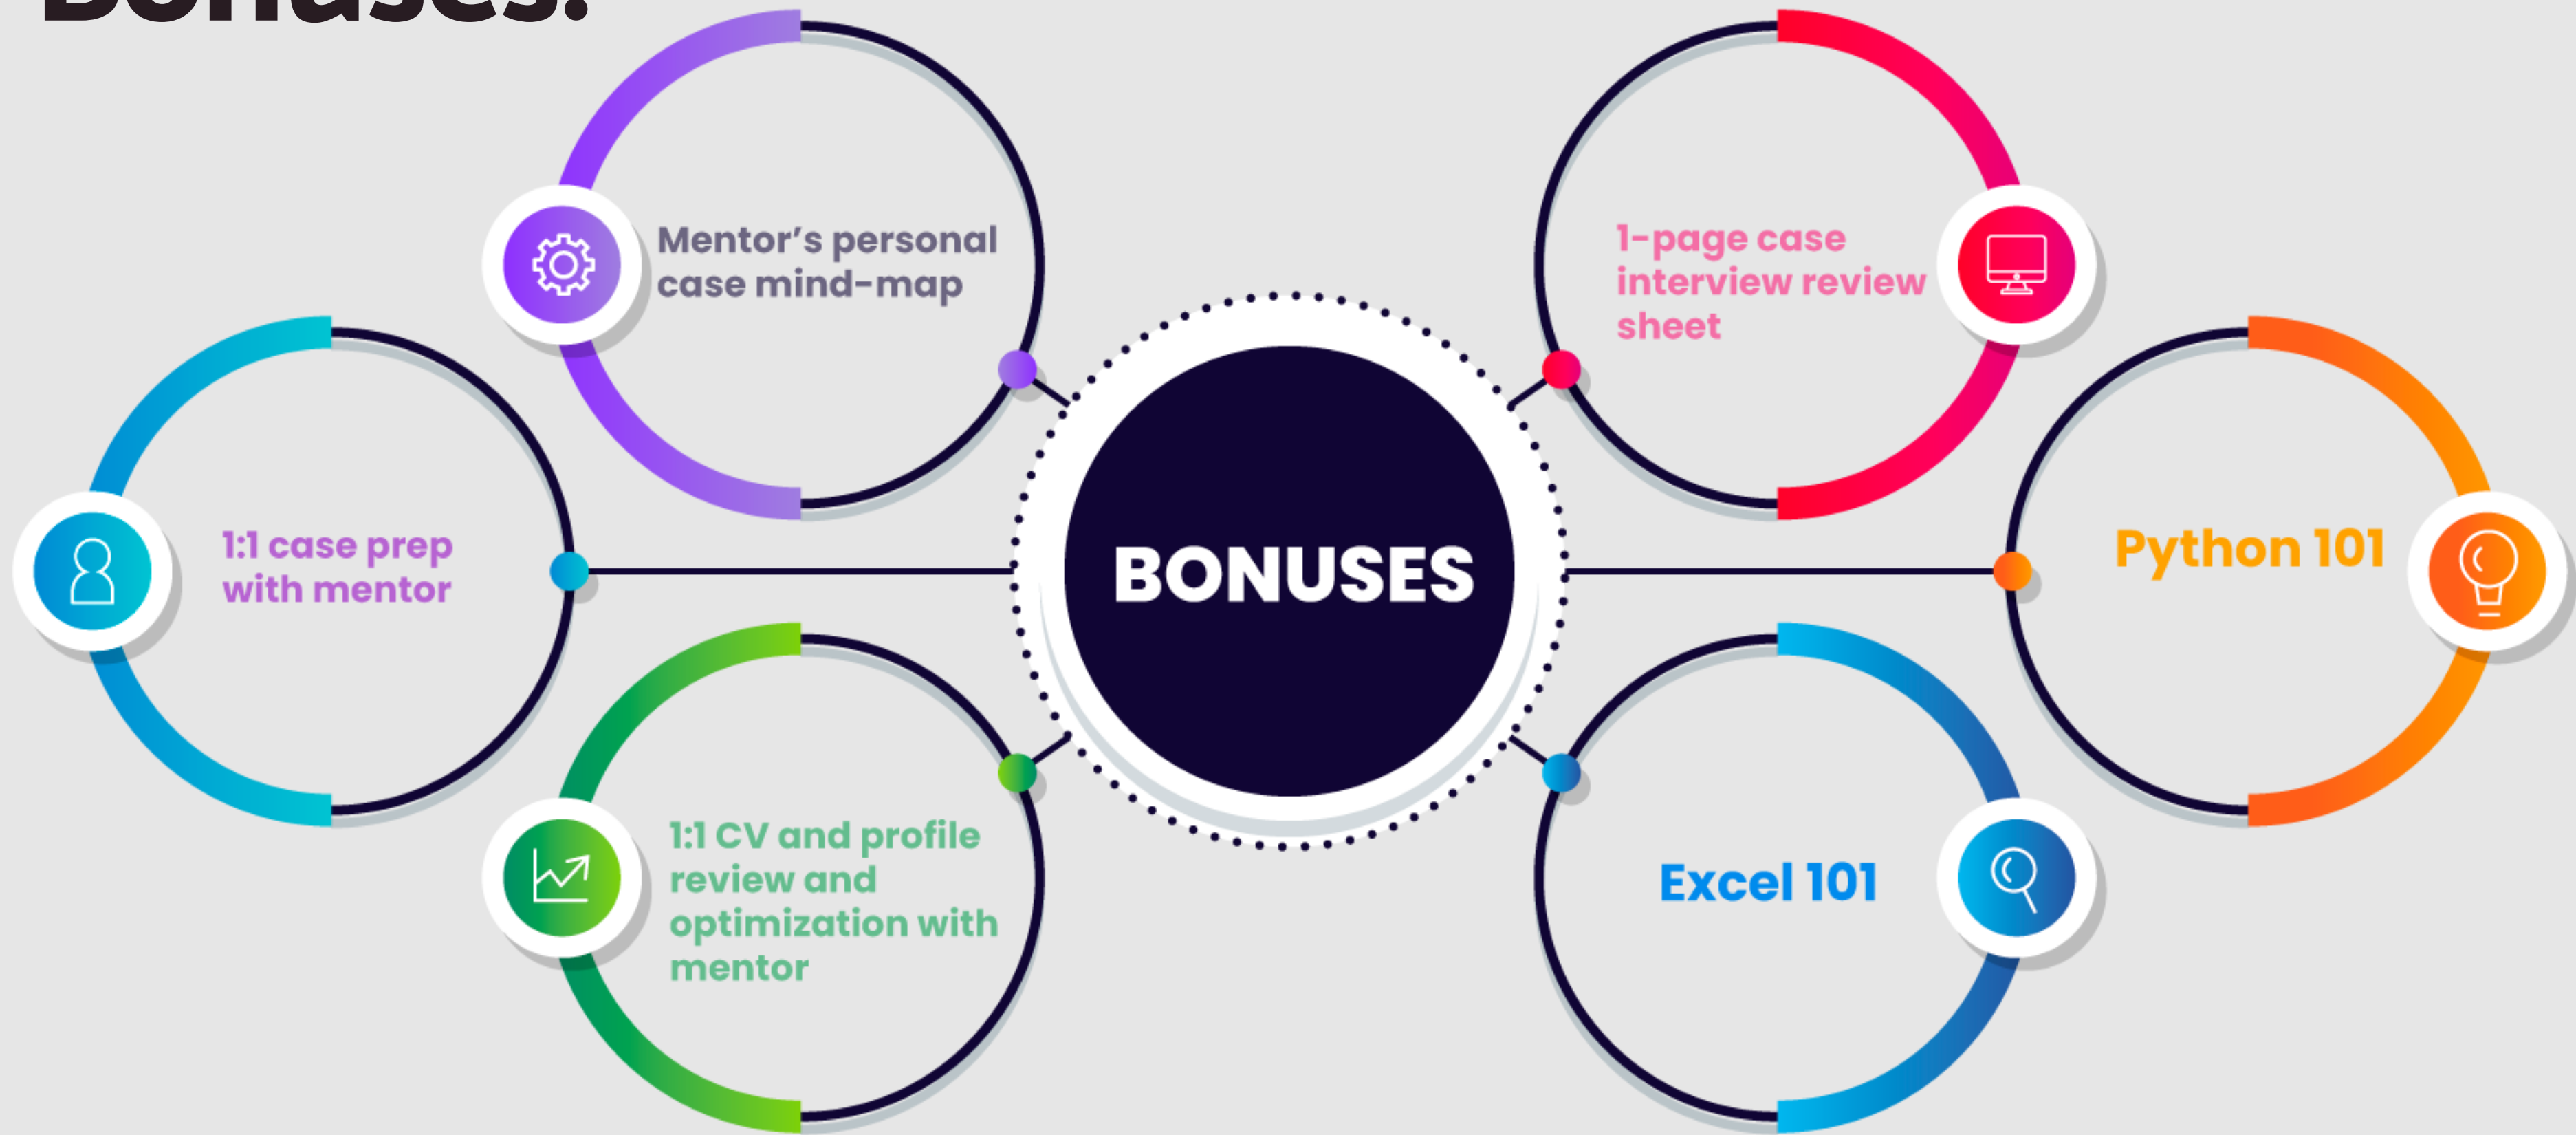 Bonuses:
Mentor’s personal
case mind-map
1-page case
interview review
sheet
1:1 case prep
with mentor
BONUSES
Python 101
1:1 CV and profile
review and
optimization with
mentor
Excel 101